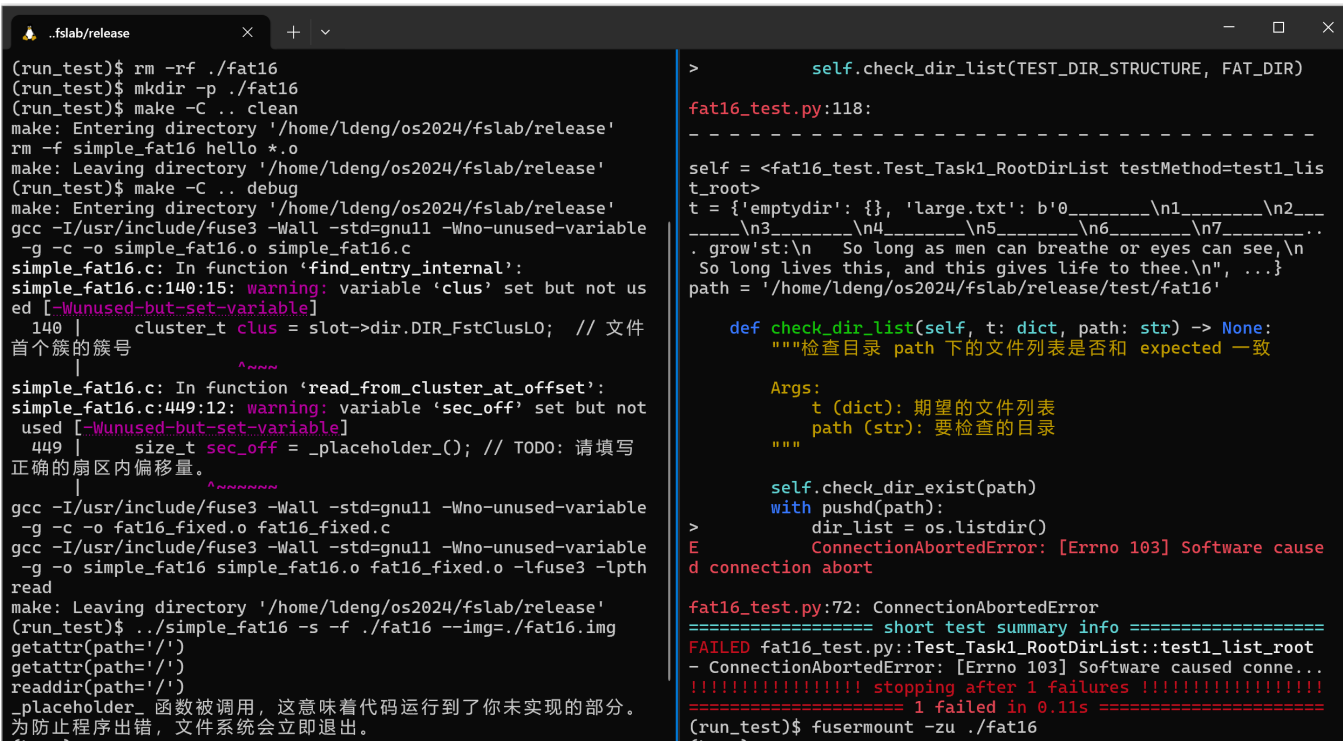 ..fslab/release
(run_test)$ rm -rf ./fat16
(run_test)$ mkdir -p ./fat16
(run_test)$ make -C .. clean
make: Entering directory '/home/ldeng/os2024/fslab/release'
rm -f simple_fat16 hello *.o
make: Leaving directory '/home/ldeng/os2024/fslab/release'
(run_test)$ make -C .. debug
make: Entering directory '/home/ldeng/os2024/fslab/release'
gcc -I/usr/include/fuse3 -Wall -std=gnu11 -Wno-unused-variable
 -g -c -o simple_fat16.o simple_fat16.c
simple_fat16.c: In function ‘find_entry_internal’:
simple_fat16.c:140:15: warning: variable ‘clus’ set but not us
ed [-Wunused-but-set-variable]
  140 |     cluster_t clus = slot->dir.DIR_FstClusLO;  // 文件
首个簇的簇号
      |               ^~~~
simple_fat16.c: In function ‘read_from_cluster_at_offset’:
simple_fat16.c:449:12: warning: variable ‘sec_off’ set but not
 used [-Wunused-but-set-variable]
  449 |     size_t sec_off = _placeholder_(); // TODO: 请填写
正确的扇区内偏移量。
      |            ^~~~~~~
gcc -I/usr/include/fuse3 -Wall -std=gnu11 -Wno-unused-variable
 -g -c -o fat16_fixed.o fat16_fixed.c
gcc -I/usr/include/fuse3 -Wall -std=gnu11 -Wno-unused-variable
 -g -o simple_fat16 simple_fat16.o fat16_fixed.o -lfuse3 -lpth
read
make: Leaving directory '/home/ldeng/os2024/fslab/release'
(run_test)$ ../simple_fat16 -s -f ./fat16 --img=./fat16.img
getattr(path='/')
getattr(path='/')
readdir(path='/')
_placeholder_ 函数被调用，这意味着代码运行到了你未实现的部分。
为防止程序出错，文件系统会立即退出。
>           self.check_dir_list(TEST_DIR_STRUCTURE, FAT_DIR)
fat16_test.py:118:
_ _ _ _ _ _ _ _ _ _ _ _ _ _ _ _ _ _ _ _ _ _ _ _ _ _ _ _ _ _ _
self = <fat16_test.Test_Task1_RootDirList testMethod=test1_lis
t_root>
t = {'emptydir': {}, 'large.txt': b'0________\n1________\n2___
_____\n3________\n4________\n5________\n6________\n7________..
. grow'st:\n   So long as men can breathe or eyes can see,\n
 So long lives this, and this gives life to thee.\n", ...}
path = '/home/ldeng/os2024/fslab/release/test/fat16'
    def check_dir_list(self, t: dict, path: str) -> None:
        """检查目录 path 下的文件列表是否和 expected 一致
        Args:
            t (dict): 期望的文件列表
            path (str): 要检查的目录
        """
        self.check_dir_exist(path)
        with pushd(path):
>           dir_list = os.listdir()
E           ConnectionAbortedError: [Errno 103] Software cause
d connection abort
fat16_test.py:72: ConnectionAbortedError
================== short test summary info ===================
FAILED fat16_test.py::Test_Task1_RootDirList::test1_list_root
- ConnectionAbortedError: [Errno 103] Software caused conne...
!!!!!!!!!!!!!!!!! stopping after 1 failures !!!!!!!!!!!!!!!!!!
===================== 1 failed in 0.11s ======================
(run_test)$ fusermount -zu ./fat16